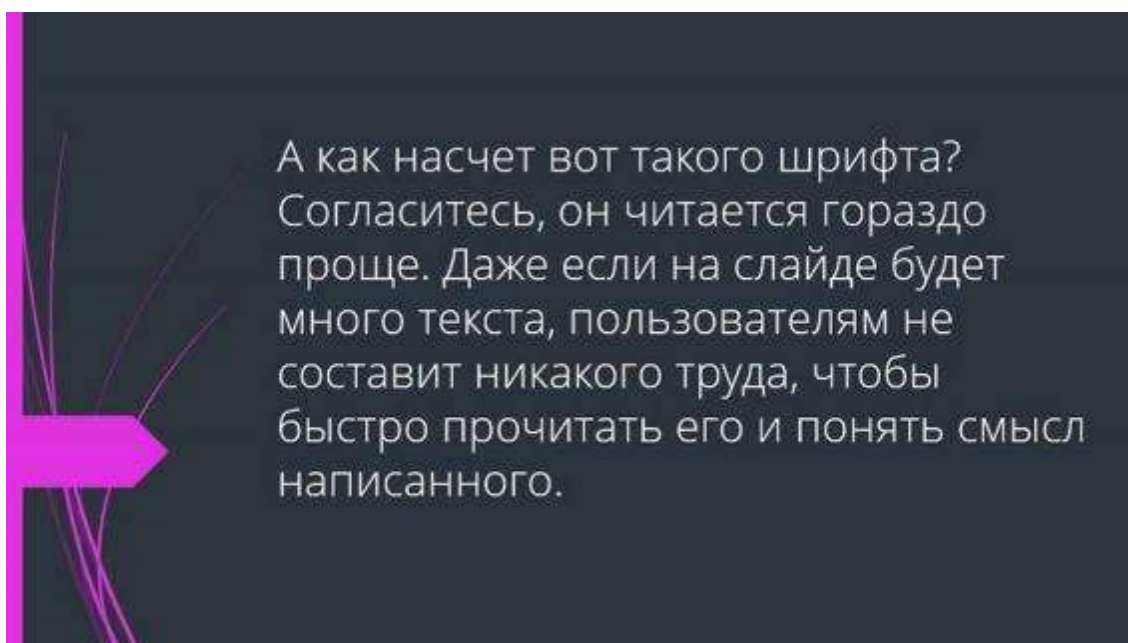 А как насчет вот такого шрифта?
Согласитесь, он читается гораздо
проще. Даже если на слайде будет
много текста, пользователям не
составит никакого труда, чтобы
быстро прочитать его и понять смысл
написанного.